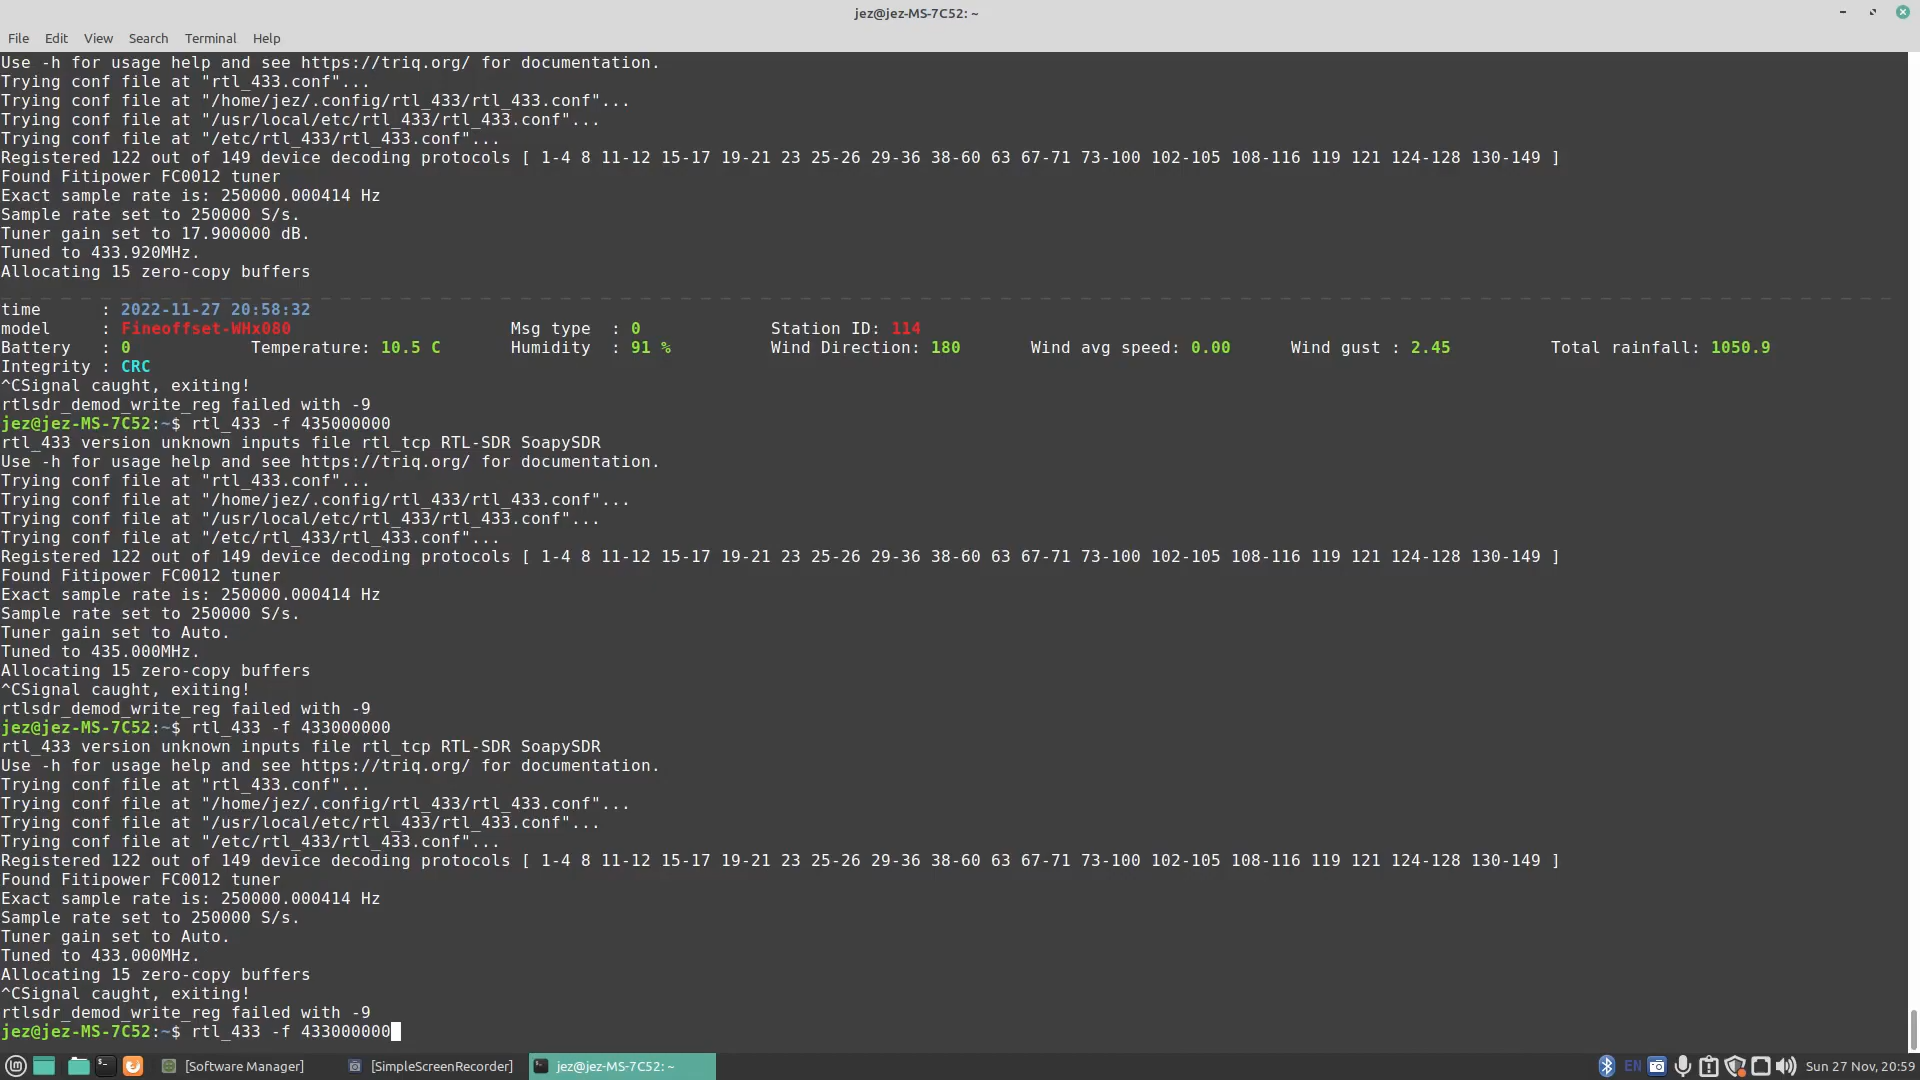 jez@jez-MS-7C52: ~
File Edit View Search Terminal Help
Use -h for usage help and see https://triq.org/ for documentation.
Trying conf file at "rtl_433.conf"...
Trying conf file at "/home/jez/.config/rtl_433/rtl_433.conf"...
Trying conf file at "/usr/local/etc/rtl_433/rtl_433.conf"...
Trying conf file at "/etc/rtl_433/rtl_433.conf"...
Registered 122 out of 149 device decoding protocols [ 1-4 8 11-12 15-17 19-21 23 25-26 29-36 38-60 63 67-71 73-100 102-105 108-116 119 121 124-128 130-149 ]
Found Fitipower FC0012 tuner
Exact sample rate is: 250000.000414 Hz
Sample rate set to 250000 S/s.
Tuner gain set to 17.900000 dB.
Tuned to 433.920MHz.
Allocating 15 zero-copy buffers
time : 2022-11-27 20:58:32
model : Fineoffset-WHx080 Msg type : 0 Station ID: 114
Battery : 0 Temperature: 10.5 C Humidity : 91 % Wind Direction: 180 Wind avg speed: 0.00 Wind gust : 2.45 Total rainfall: 1050.9
Integrity : CRC
^CSignal caught, exiting!
rtlsdr_demod_write_reg failed with -9
jez@jez-MS-7C52:~$ rtl_433 -f 435000000
rtl_433 version unknown inputs file rtl_tcp RTL-SDR SoapySDR
Use -h for usage help and see https://triq.org/ for documentation.
Trying conf file at "rtl_433.conf"...
Trying conf file at "/home/jez/.config/rtl_433/rtl_433.conf"...
Trying conf file at "/usr/local/etc/rtl_433/rtl_433.conf"...
Trying conf file at "/etc/rtl_433/rtl_433.conf"...
Registered 122 out of 149 device decoding protocols [ 1-4 8 11-12 15-17 19-21 23 25-26 29-36 38-60 63 67-71 73-100 102-105 108-116 119 121 124-128 130-149 ]
Found Fitipower FC0012 tuner
Exact sample rate is: 250000.000414 Hz
Sample rate set to 250000 S/s.
Tuner gain set to Auto.
Tuned to 435.000MHz.
Allocating 15 zero-copy buffers
^CSignal caught, exiting!
rtlsdr_demod_write_reg failed with -9
jez@jez-MS-7C52:~$ rtl_433 -f 433000000
rtl_433 version unknown inputs file rtl_tcp RTL-SDR SoapySDR
Use -h for usage help and see https://triq.org/ for documentation.
Trying conf file at "rtl_433.conf"...
Trying conf file at "/home/jez/.config/rtl_433/rtl_433.conf"...
Trying conf file at "/usr/local/etc/rtl_433/rtl_433.conf"...
Trying conf file at "/etc/rtl_433/rtl_433.conf"...
Registered 122 out of 149 device decoding protocols [ 1-4 8 11-12 15-17 19-21 23 25-26 29-36 38-60 63 67-71 73-100 102-105 108-116 119 121 124-128 130-149 ]
Found Fitipower FC0012 tuner
Exact sample rate is: 250000.000414 Hz
Sample rate set to 250000 S/s.
Tuner gain set to Auto.
Tuned to 433.000MHz.
Allocating 15 zero-copy buffers
^CSignal caught, exiting!
rtlsdr_demod_write_reg failed with -9
jez@jez-MS-7C52:~$ rtl_433 -f 433000000
[Software Manager] [SimpleScreenRecorder] jez@jez-MS-7C52: ~ EN Sun 27 Nov, 20:59